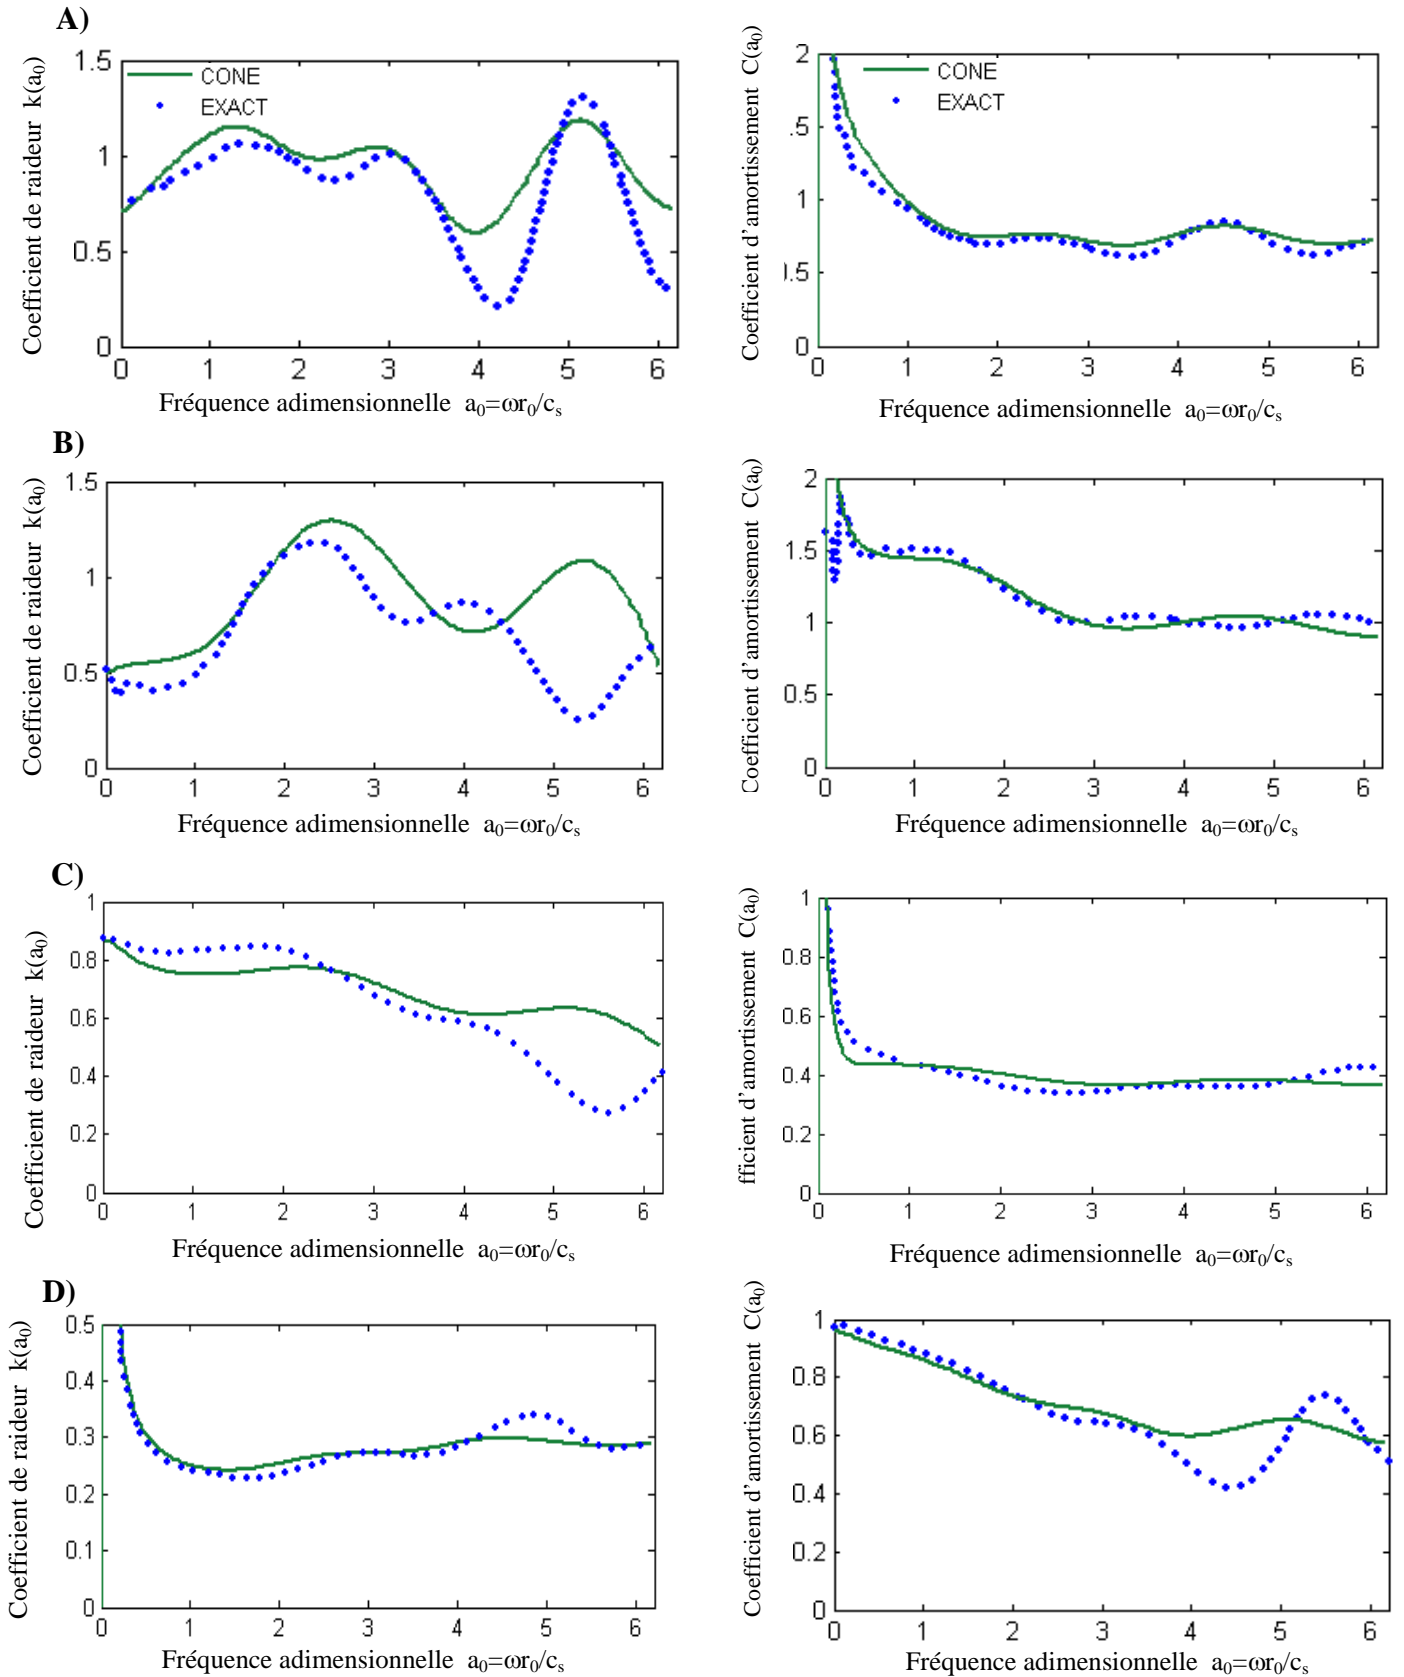 A)
Coefficient de raideur k(a0)
1.5
1
0.5
0
CONE
EXACT
0 1 2 3 4 5 6
Fréquence adimensionnelle a0=ωr0/cs
Coefficient d'amortissement C(a0)
2
.5
1
).5
0
CONE
EXACT
0 1 2 3 4 5 6
Fréquence adimensionnelle a0=ωr0/cs
B)
Coefficient de raideur k(a0)
1.5
1
0.5
0
0 1 2 3 4 5 6
Fréquence adimensionnelle a0=ωr0/cs
Coefficient d'amortissement C(a0)
2
1.5
1
0.5
0
0 1 2 3 4 5 6
Fréquence adimensionnelle a0=ωr0/cs
C)
Coefficient de raideur k(a0)
1
0.8
0.6
0.4
0.2
0
0 1 2 3 4 5 6
Fréquence adimensionnelle a0=ωr0/cs
fficient d'amortissement C(a0)
1
0.8
0.6
0.4
0.2
0
0 1 2 3 4 5 6
Fréquence adimensionnelle a0=ωr0/cs
D)
Coefficient de raideur k(a0)
0.5
0.4
0.3
0.2
0.1
0
0 1 2 3 4 5 6
Fréquence adimensionnelle a0=ωr0/cs
Coefficient d'amortissement C(a0)
1
0.8
0.6
0.4
0.2
0
0 1 2 3 4 5 6
Fréquence adimensionnelle a0=ωr0/cs